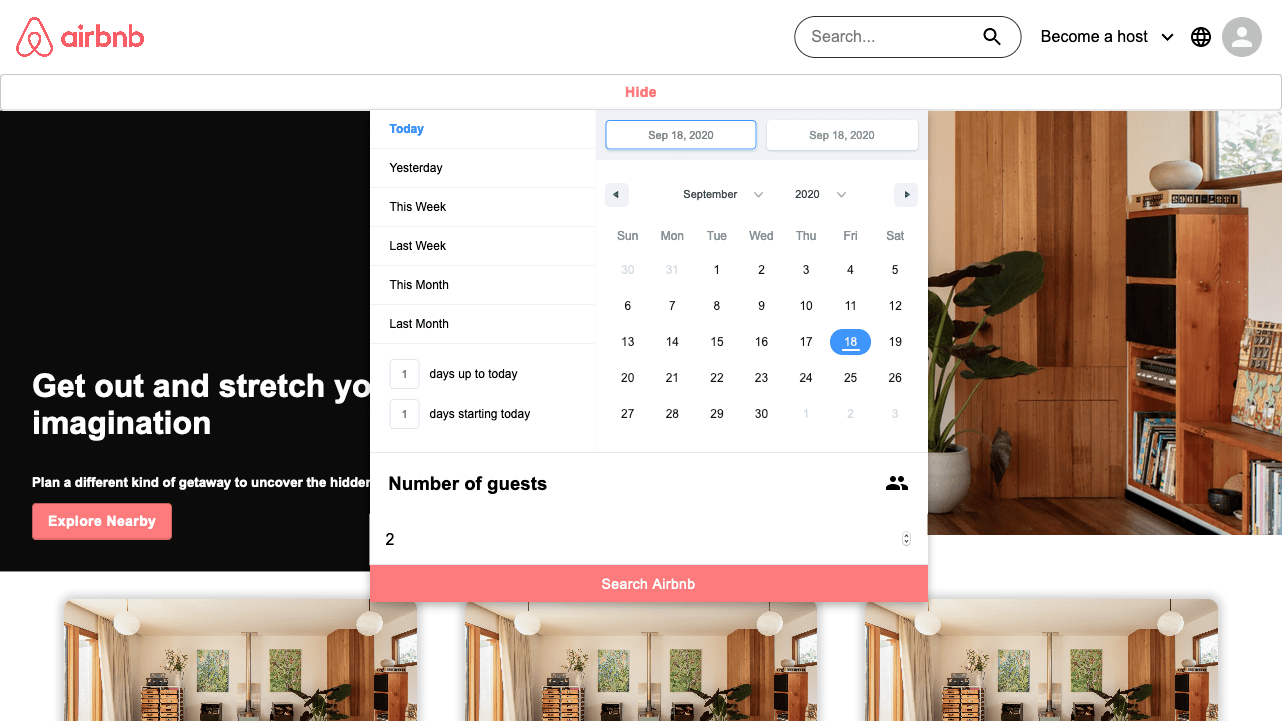 airbnb
Search...
Become a host
Hide
Today
Yesterday
This Week
Last Week
This Month
Last Month
1 days up to today
1 days starting today
Sep 18, 2020
Sep 18, 2020
September 2020
Sun Mon Tue Wed Thu Fri Sat
30 31 1 2 3 4 5
6 7 8 9 10 11 12
13 14 15 16 17 18 19
20 21 22 23 24 25 26
27 28 29 30 1 2 3
Get out and stretch yo
imagination
Plan a different kind of getaway to uncover the hidden
Explore Nearby
Number of guests
2
Search Airbnb